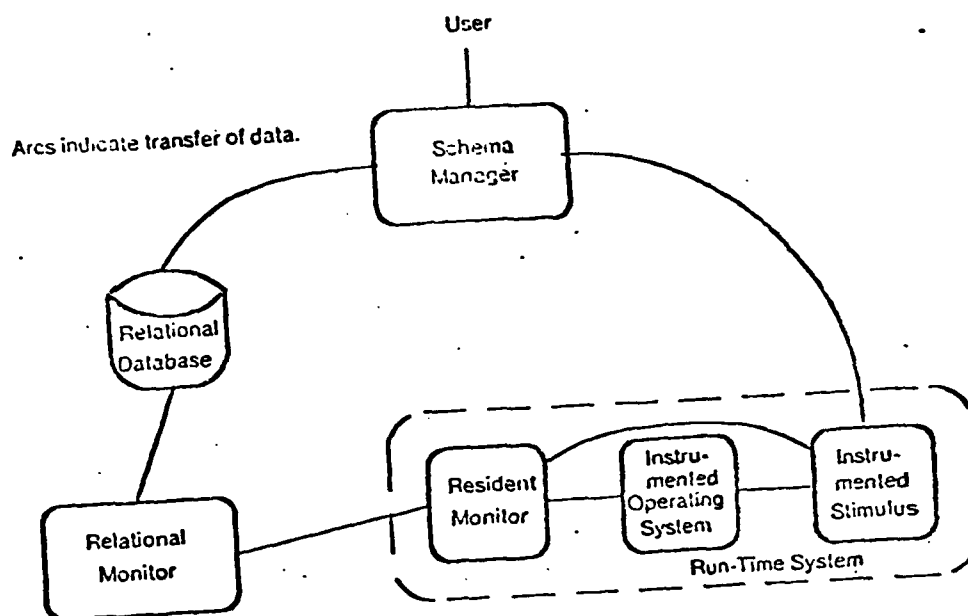 User
Arcs indicate transfer of data.
Schema
Manager
Relational
Database
Resident
Monitor
Instru-
mented
Operating
System
Instru-
mented
Stimulus
Relational
Monitor
Run-Time System